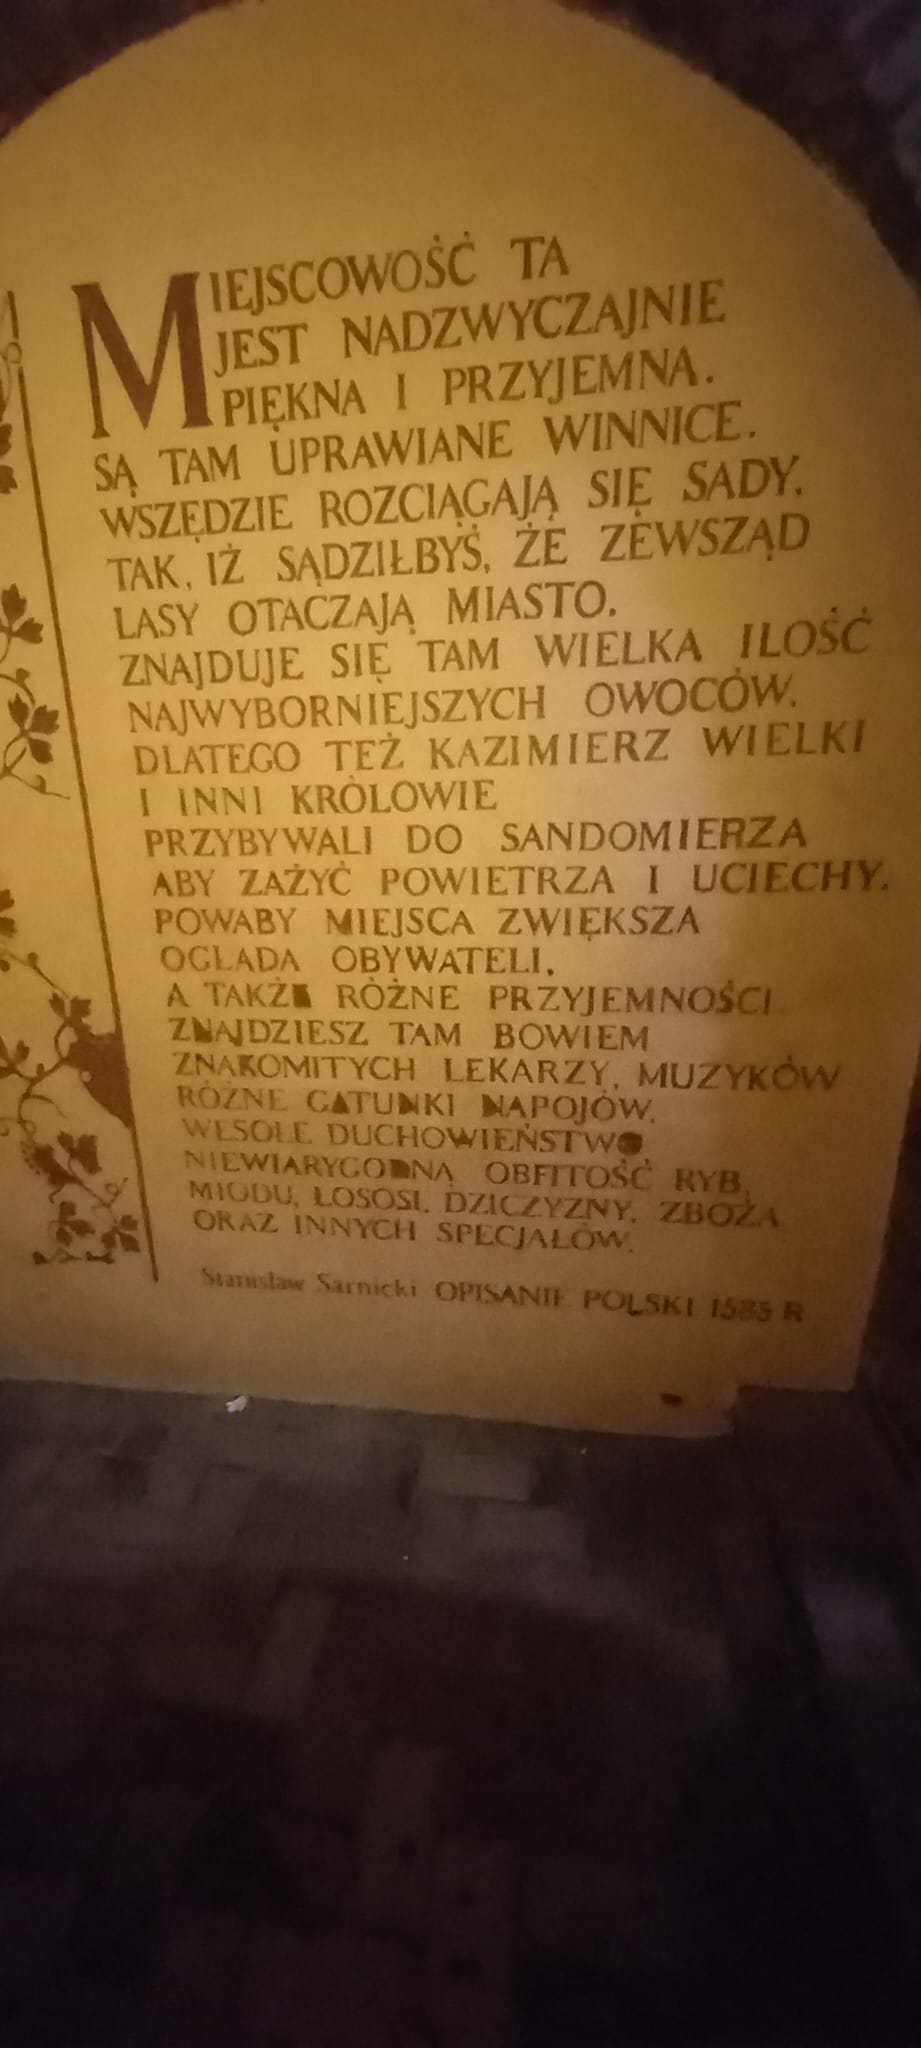 MIEJSCOWOŚĆ TA
JEST NADZWYCZAJNIE
PIĘKNA I PRZYJEMNA.
SĄ TAM UPRAWIANE WINNICE.
WSZĘDZIE ROZCIĄGAJĄ SIĘ SADY.
TAK, IŻ SĄDZIŁBYŚ, ŻE ZEWSZĄD
LASY OTACZAJĄ MIASTO.
ZNAJDUJE SIĘ TAM WIELKA ILOŚĆ
NAJWYBORNIEJSZYCH OWOCÓW.
DLATEGO TEŻ KAZIMIERZ WIELKI
I INNI KRÓLOWIE
PRZYBYWALI DO SANDOMIERZA
ABY ZAŻYĆ POWIETRZA I UCIECHY.
POWABY MIEJSCA ZWIĘKSZA
OGŁADA OBYWATELI.
A TAKŻE RÓŻNE PRZYJEMNOŚCI
ZNAJDZIESZ TAM BOWIEM
ZNAKOMITYCH LEKARZY, MUZYKÓW
RÓŻNE GATUNKI NAPOJÓW.
WESOŁE DUCHOWIEŃSTWO
NIEWIARYGODNĄ OBFITOŚĆ RYB,
MIODU, ŁOSOSI, DZICZYZNY, ZBOŻA
ORAZ INNYCH SPECJAŁÓW.
Stanisław Sarnicki OPISANIE POLSKI 1585 R